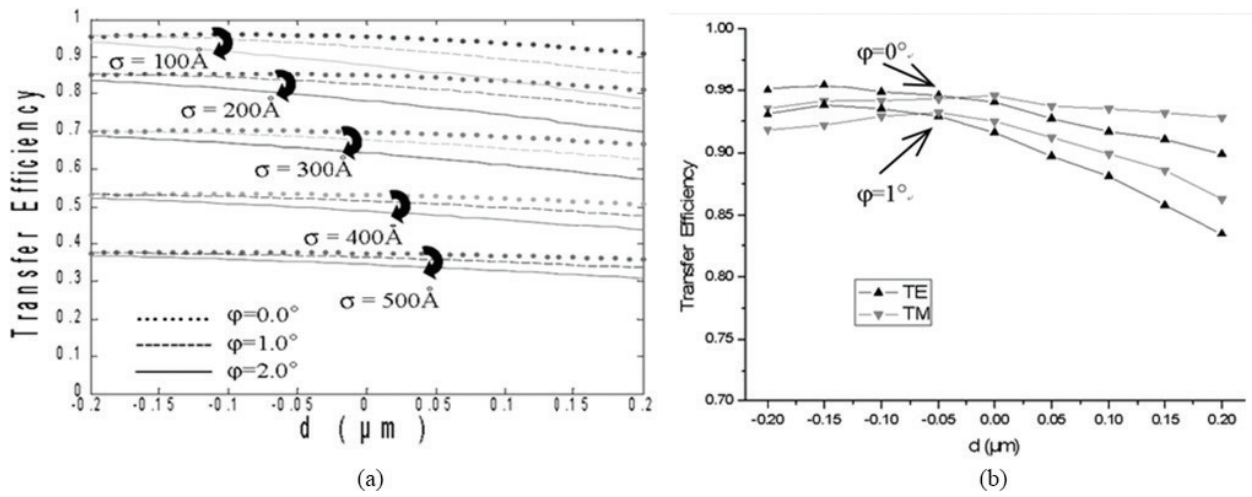 1
0.9
0.8
0.7
0.6
0.5
0.4
0.3
0.2
0.1
0
Transfer Efficiency
σ = 100Å
σ = 200Å
σ = 300Å
σ = 400Å
σ = 500Å
φ=0.0°
φ=1.0°
φ=2.0°
-0.2 -0.15 -0.1 -0.05 0 0.05 0.1 0.15 0.2
d (μm)
(a)
0.95
0.90
0.85
0.80
0.75
0.70
Transfer Efficiency
φ=0°
φ=1°
TE
TM
-0.20 -0.15 -0.10 -0.05 0.00 0.05 0.10 0.15 0.20
d (μm)
(b)